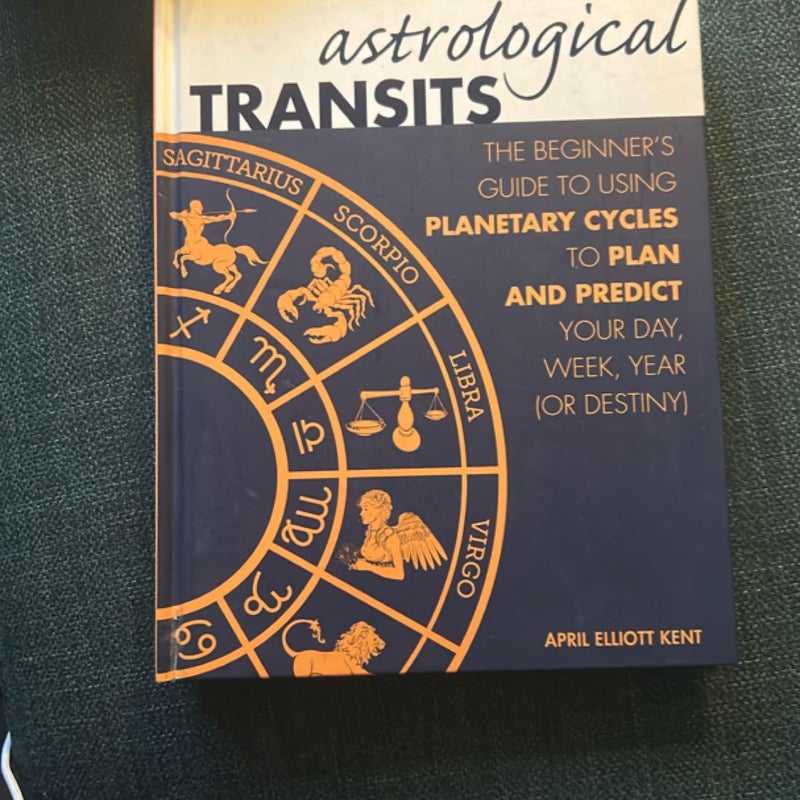 astrological
TRANSITS
THE BEGINNER'S
GUIDE TO USING
PLANETARY CYCLES
TO PLAN
AND PREDICT
YOUR DAY,
WEEK, YEAR
(OR DESTINY)
SAGITTARIUS
SCORPIO
LIBRA
VIRGO
APRIL ELLIOTT KENT